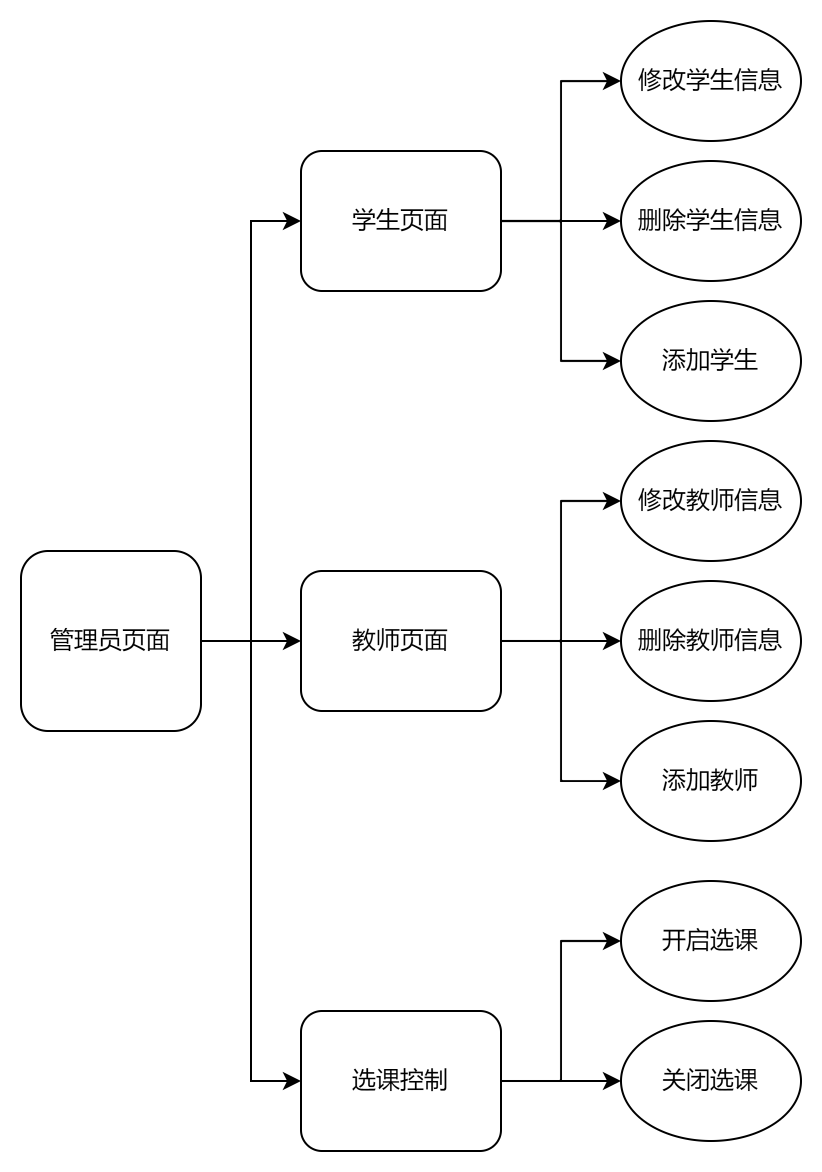 修改学生信息
学生页面
删除学生信息
添加学生
修改教师信息
管理员页面
教师页面
删除教师信息
添加教师
开启选课
选课控制
关闭选课